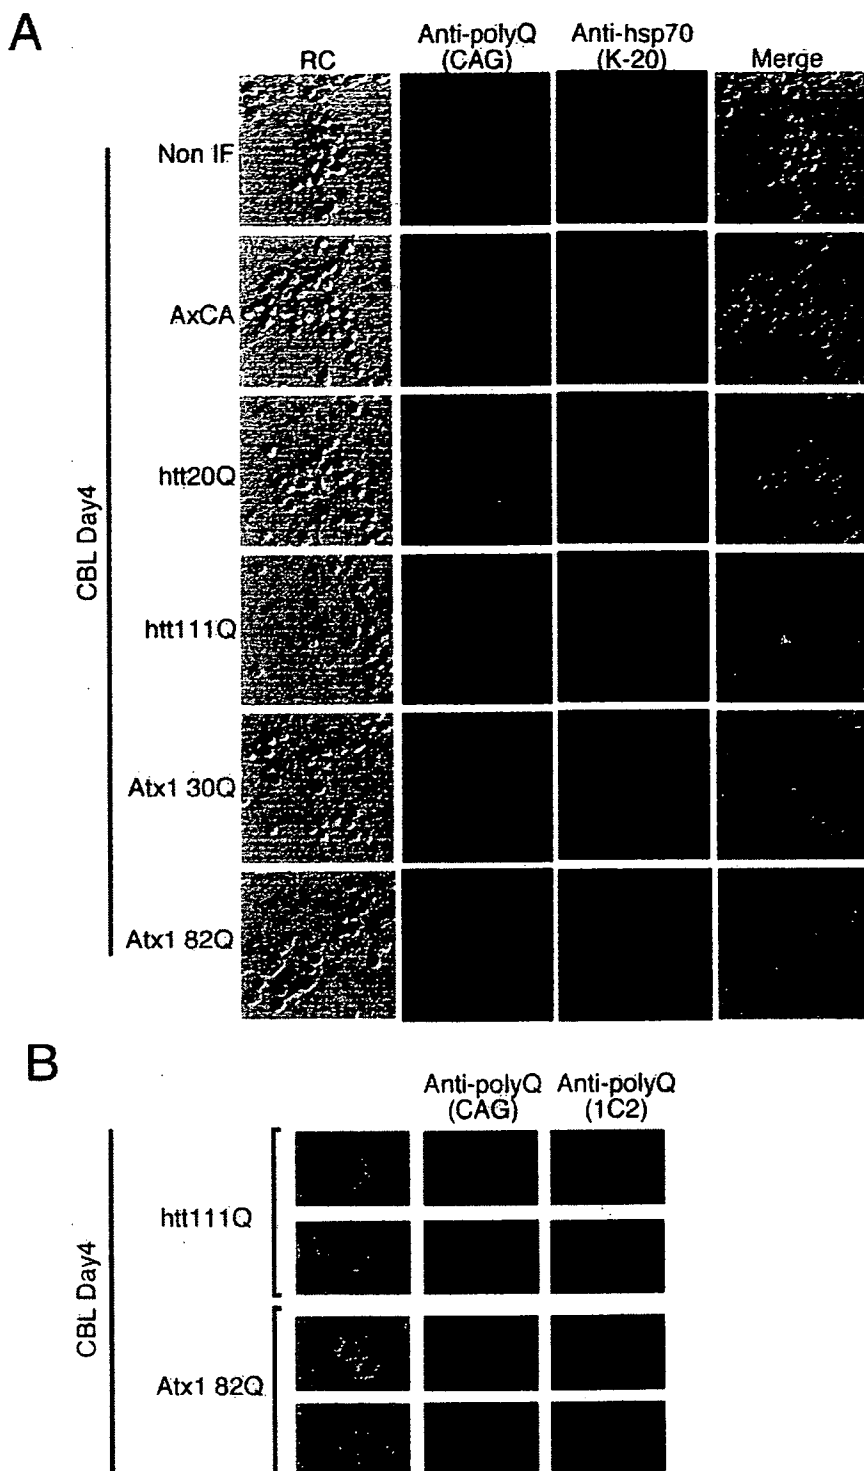 A
RC
Anti-polyQ
(CAG)
Anti-hsp70
(K-20)
Merge
Non IF
AxCA
htt20Q
htt111Q
Atx1 30Q
Atx1 82Q
CBL Day4
B
Anti-polyQ
(CAG)
Anti-polyQ
(1C2)
htt111Q
Atx1 82Q
CBL Day4